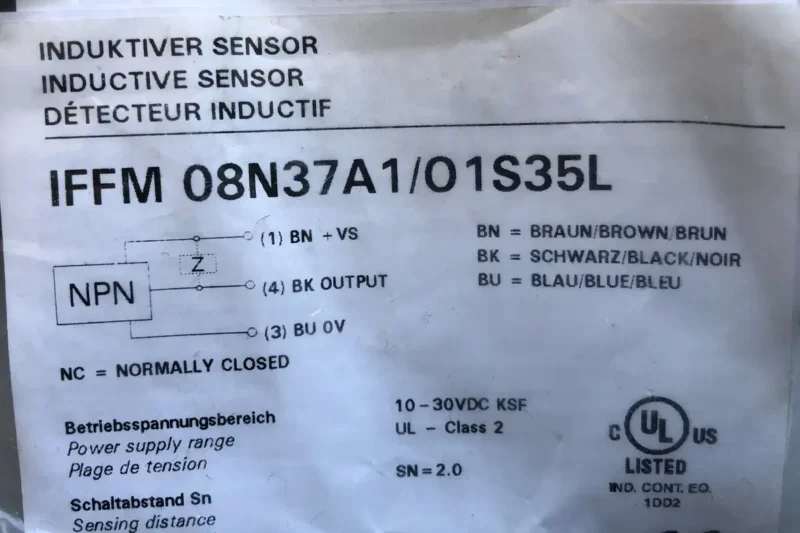 INDUKTIVER SENSOR
INDUCTIVE SENSOR
DÉTECTEUR INDUCTIF
IFFM 08N37A1/O1S35L
(1) BN +VS
Z
NPN
(4) BK OUTPUT
(3) BU 0V
BN = BRAUN/BROWN/BRUN
BK = SCHWARZ/BLACK/NOIR
BU = BLAU/BLUE/BLEU
NC = NORMALLY CLOSED
Betriebsspannungsbereich
Power supply range
Plage de tension
10-30VDC KSF
UL - Class 2
SN=2.0
Schaltabstand Sn
Sensing distance
C UL US
LISTED
IND. CONT. EQ.
1DD2